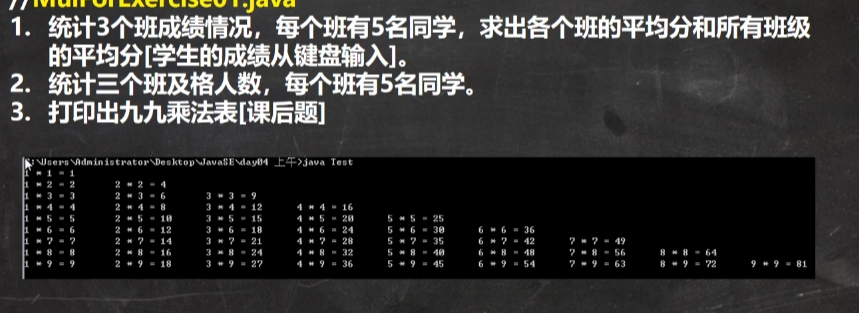 //MulForExercise01.java
1. 统计3个班成绩情况，每个班有5名同学，求出各个班的平均分和所有班级
的平均分[学生的成绩从键盘输入]。
2. 统计三个班及格人数，每个班有5名同学。
3. 打印出九九乘法表[课后题]
C:\Users\Administrator\Desktop\JavaSE\day04 上午>java Test
1 * 1 = 1
1 * 2 = 2 2 * 2 = 4
1 * 3 = 3 2 * 3 = 6 3 * 3 = 9
1 * 4 = 4 2 * 4 = 8 3 * 4 = 12 4 * 4 = 16
1 * 5 = 5 2 * 5 = 10 3 * 5 = 15 4 * 5 = 20 5 * 5 = 25
1 * 6 = 6 2 * 6 = 12 3 * 6 = 18 4 * 6 = 24 5 * 6 = 30 6 * 6 = 36
1 * 7 = 7 2 * 7 = 14 3 * 7 = 21 4 * 7 = 28 5 * 7 = 35 6 * 7 = 42 7 * 7 = 49
1 * 8 = 8 2 * 8 = 16 3 * 8 = 24 4 * 8 = 32 5 * 8 = 40 6 * 8 = 48 7 * 8 = 56 8 * 8 = 64
1 * 9 = 9 2 * 9 = 18 3 * 9 = 27 4 * 9 = 36 5 * 9 = 45 6 * 9 = 54 7 * 9 = 63 8 * 9 = 72 9 * 9 = 81